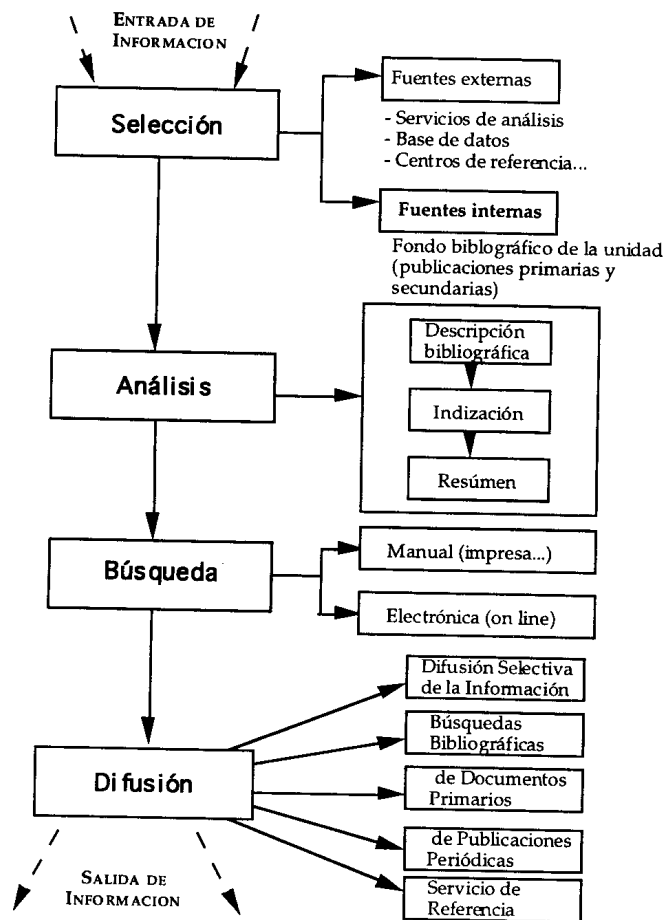 ENTRADA DE
INFORMACION
Selección
Fuentes externas
- Servicios de análisis
- Base de datos
- Centros de referencia...
Fuentes internas
Fondo biblográfico de la unidad
(publicaciones primarias y
secundarias)
Análisis
Descripción
bibliográfica
Indización
Resúmen
Búsqueda
Manual (impresa...)
Electrónica (on line)
Difusión
Difusión Selectiva
de la Información
Búsquedas
Bibliográficas
de Documentos
Primarios
de Publicaciones
Periódicas
Servicio de
Referencia
SALIDA DE
INFORMACION